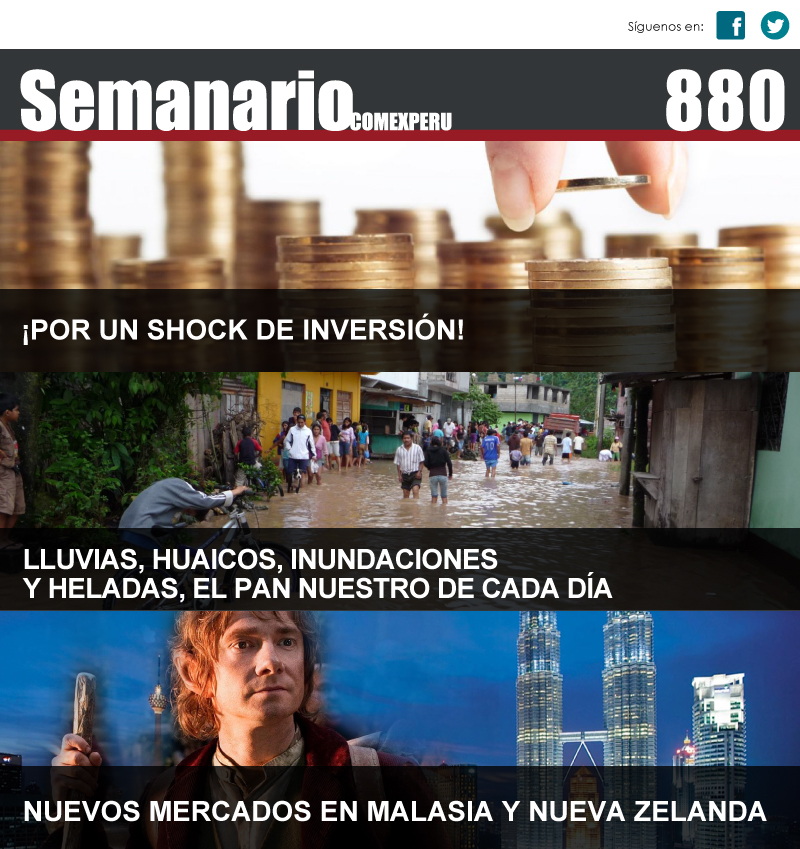 Síguenos en:
Semanario COMEXPERU
880
¡POR UN SHOCK DE INVERSIÓN!
LLUVIAS, HUAICOS, INUNDACIONES
Y HELADAS, EL PAN NUESTRO DE CADA DÍA
NUEVOS MERCADOS EN MALASIA Y NUEVA ZELANDA